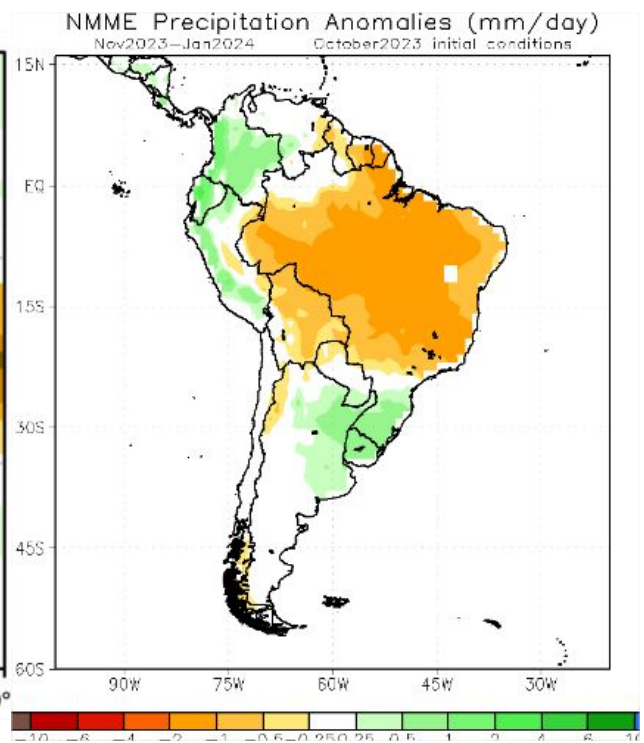 NMME Precipitation Anomalies (mm/day)
Nov2023-Jan2024 October2023 initial conditions
15N
EQ
15S
30S
45S
60S
90W 75W 60W 45W 30W
-10 -6 -4 -2 -1 -0.5 -0.25 0.25 0.5 1 2 4 6 10